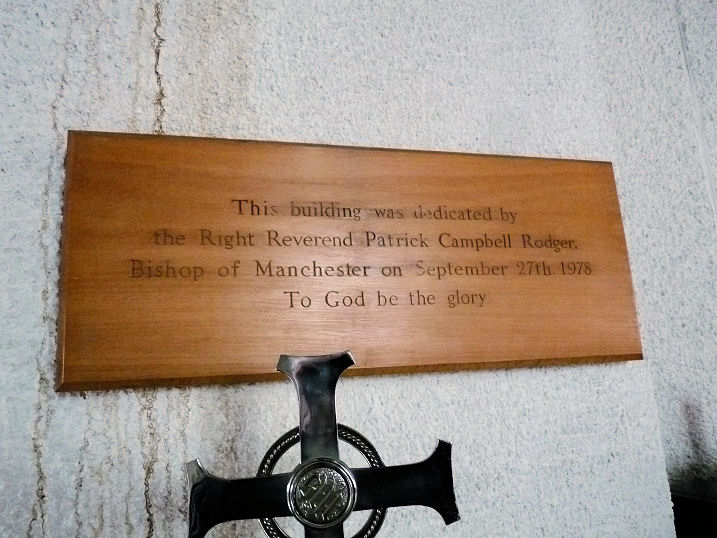 This building was dedicated by
the Right Reverend Patrick Campbell Rodger,
Bishop of Manchester on September 27th. 1978
To God be the glory